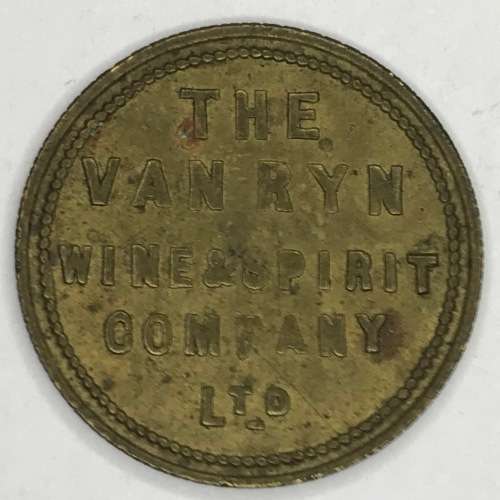 THE
VAN RYN
WINE & SPIRIT
COMPANY
LTD